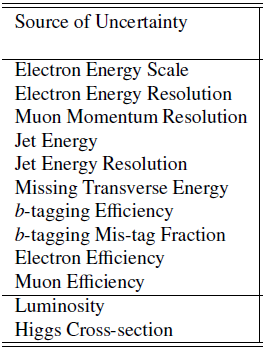 Source of Uncertainty
Electron Energy Scale
Electron Energy Resolution
Muon Momentum Resolution
Jet Energy
Jet Energy Resolution
Missing Transverse Energy
b-tagging Efficiency
b-tagging Mis-tag Fraction
Electron Efficiency
Muon Efficiency
Luminosity
Higgs Cross-section